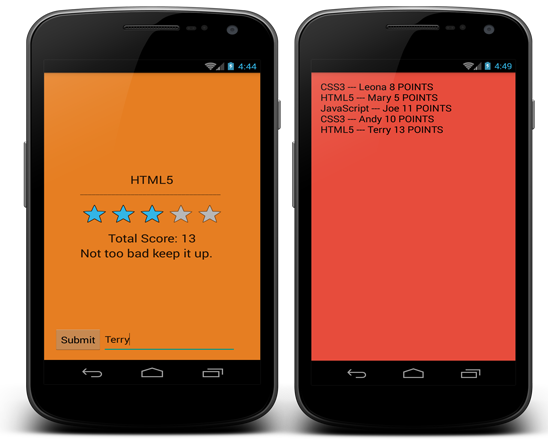 4:44
HTML5
Total Score: 13
Not too bad keep it up.
Submit
Terry
4:49
CSS3 --- Leona 8 POINTS
HTML5 --- Mary 5 POINTS
JavaScript --- Joe 11 POINTS
CSS3 --- Andy 10 POINTS
HTML5 --- Terry 13 POINTS